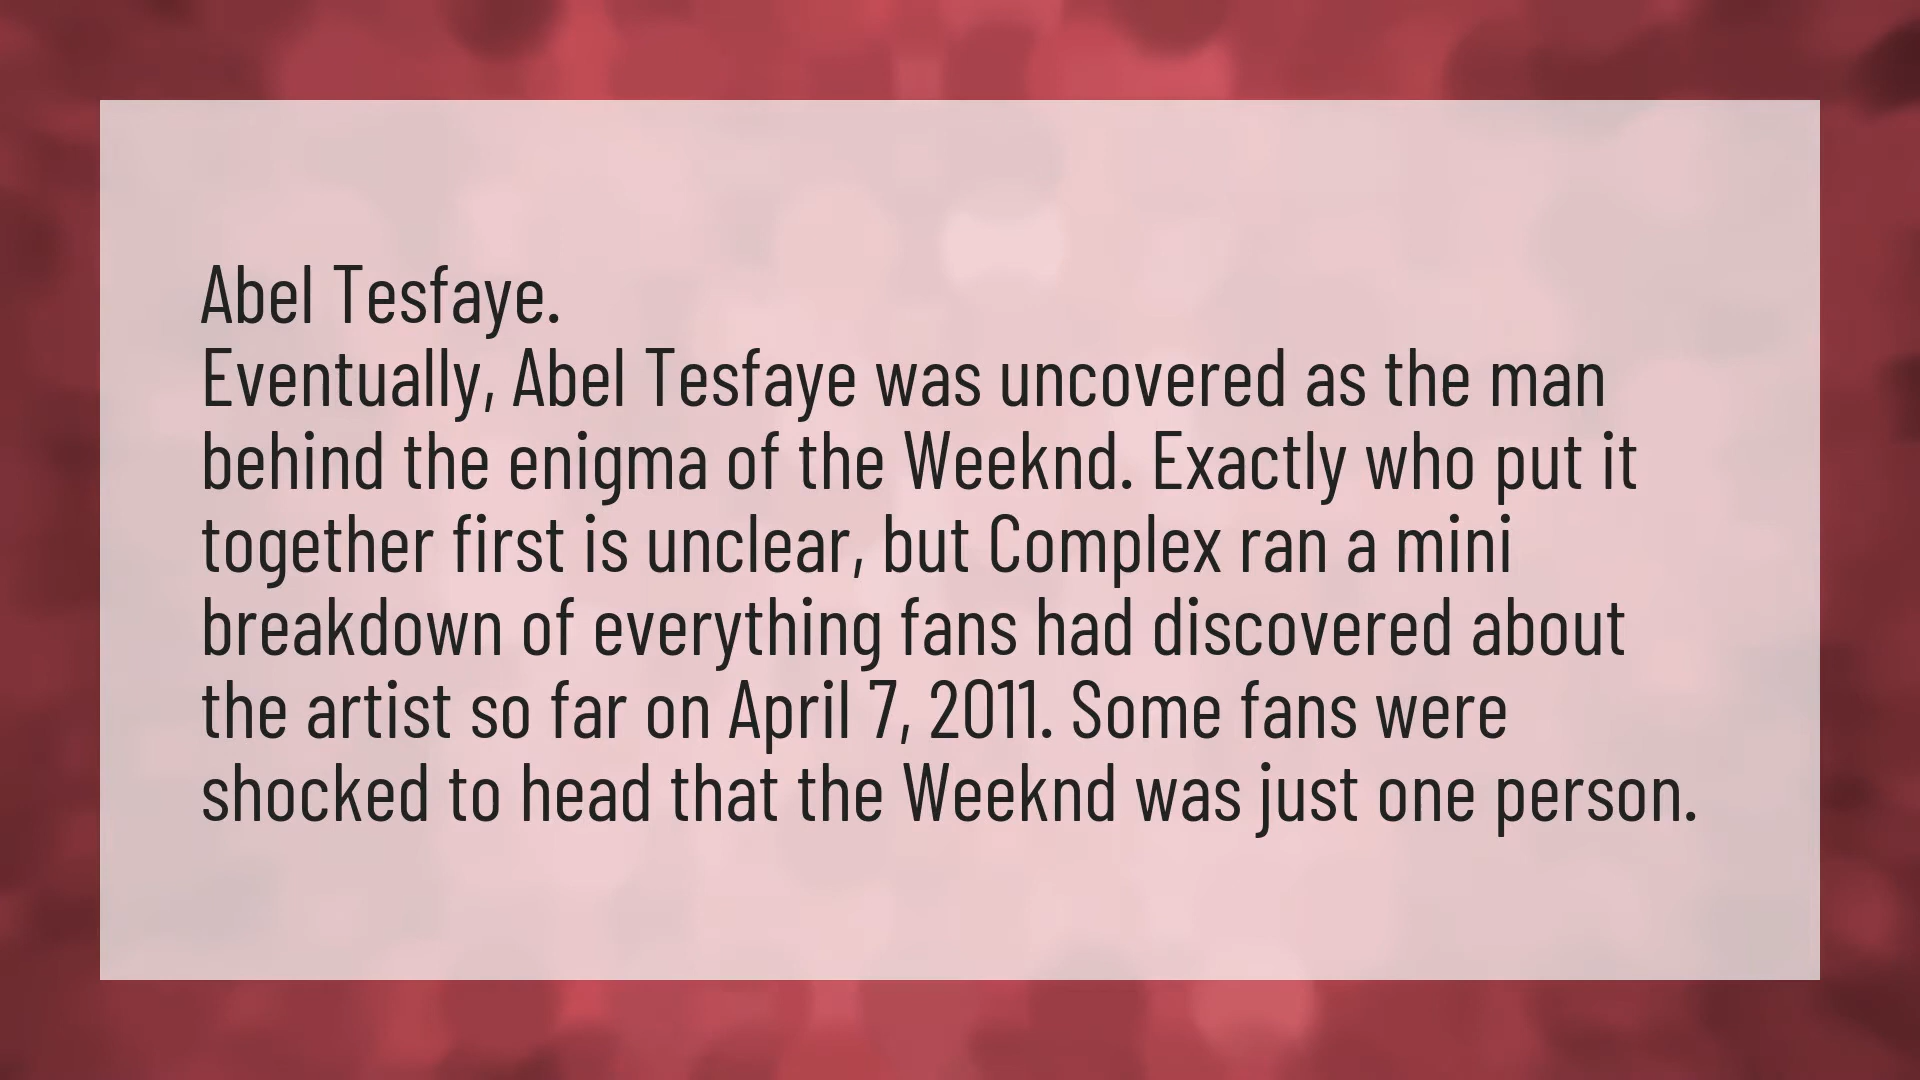 Abel Tesfaye.
Eventually, Abel Tesfaye was uncovered as the man
behind the enigma of the Weeknd. Exactly who put it
together first is unclear, but Complex ran a mini
breakdown of everything fans had discovered about
the artist so far on April 7, 2011. Some fans were
shocked to head that the Weeknd was just one person.